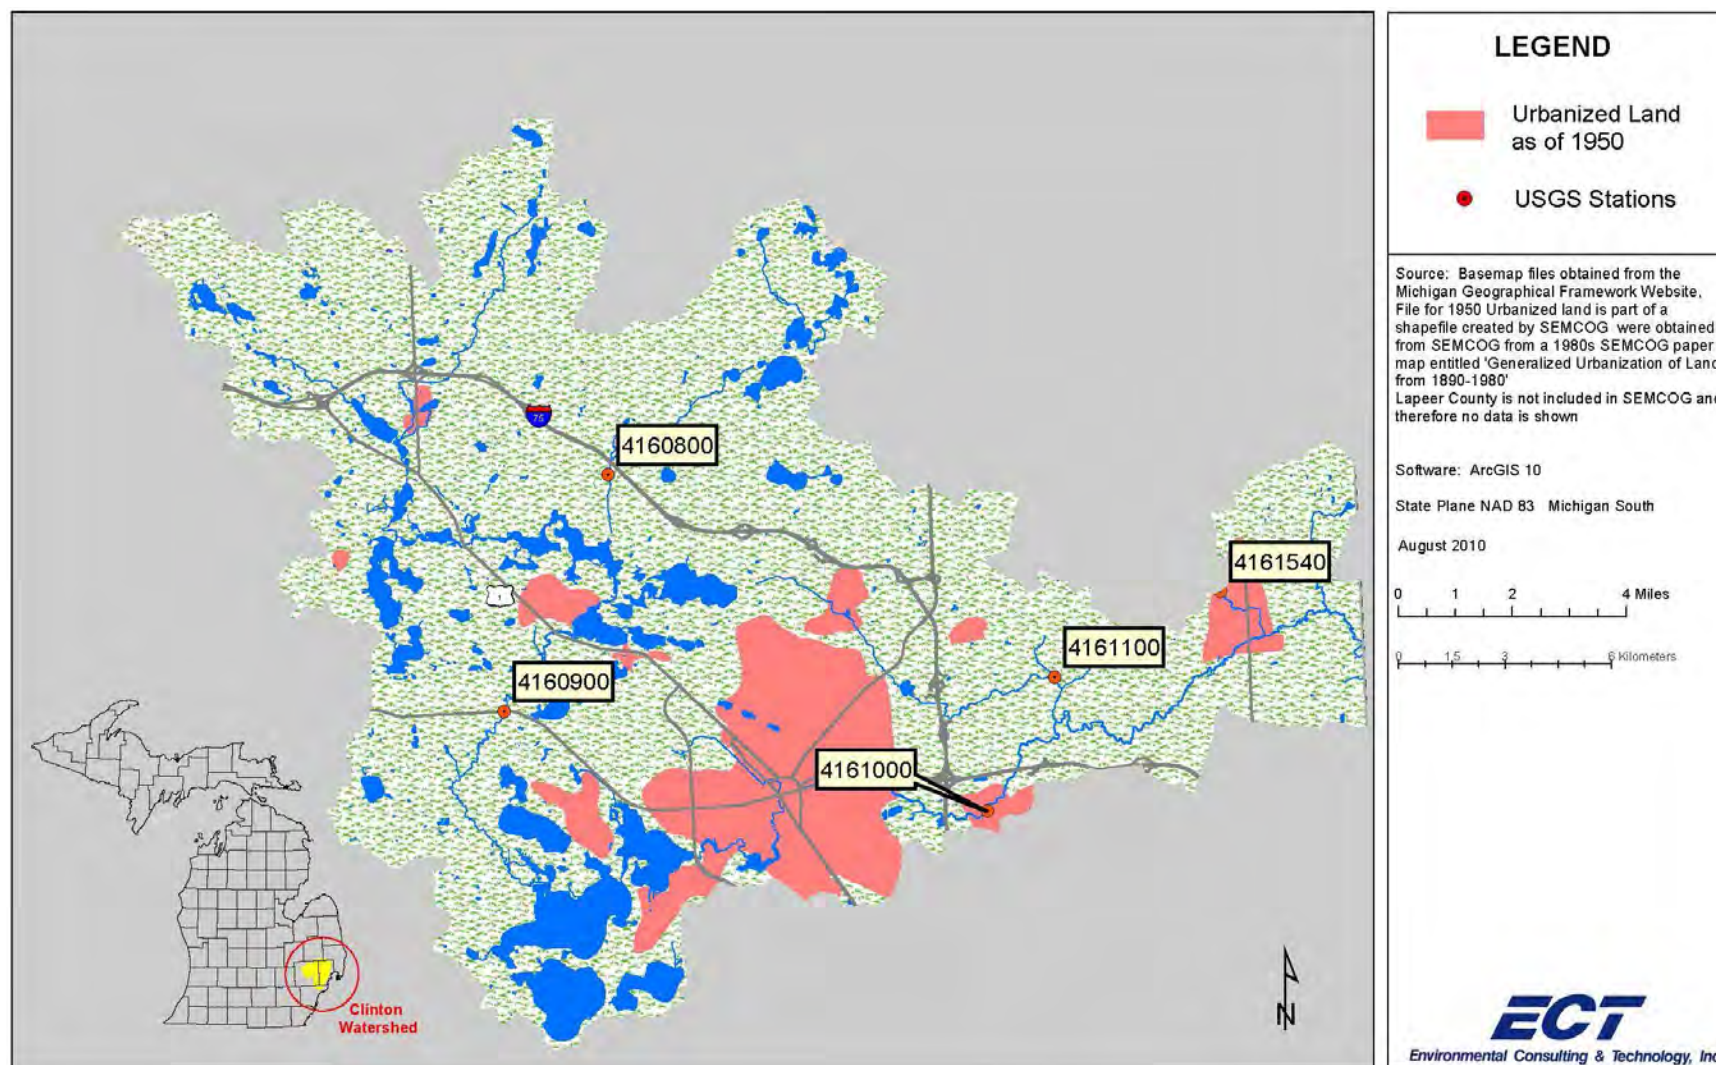 LEGEND
Urbanized Land
as of 1950
USGS Stations
Source: Basemap files obtained from the
Michigan Geographical Framework Website,
File for 1950 Urbanized land is part of a
shapefile created by SEMCOG were obtained
from SEMCOG from a 1980s SEMCOG paper
map entitled 'Generalized Urbanization of Land
from 1890-1980'
Lapeer County is not included in SEMCOG and
therefore no data is shown
Software: ArcGIS 10
State Plane NAD 83 Michigan South
August 2010
0 1 2 4 Miles
0 1.5 3 6 Kilometers
75
4160800
4161540
1
4161100
4160900
4161000
Clinton
Watershed
N
ECT
Environmental Consulting & Technology, Inc